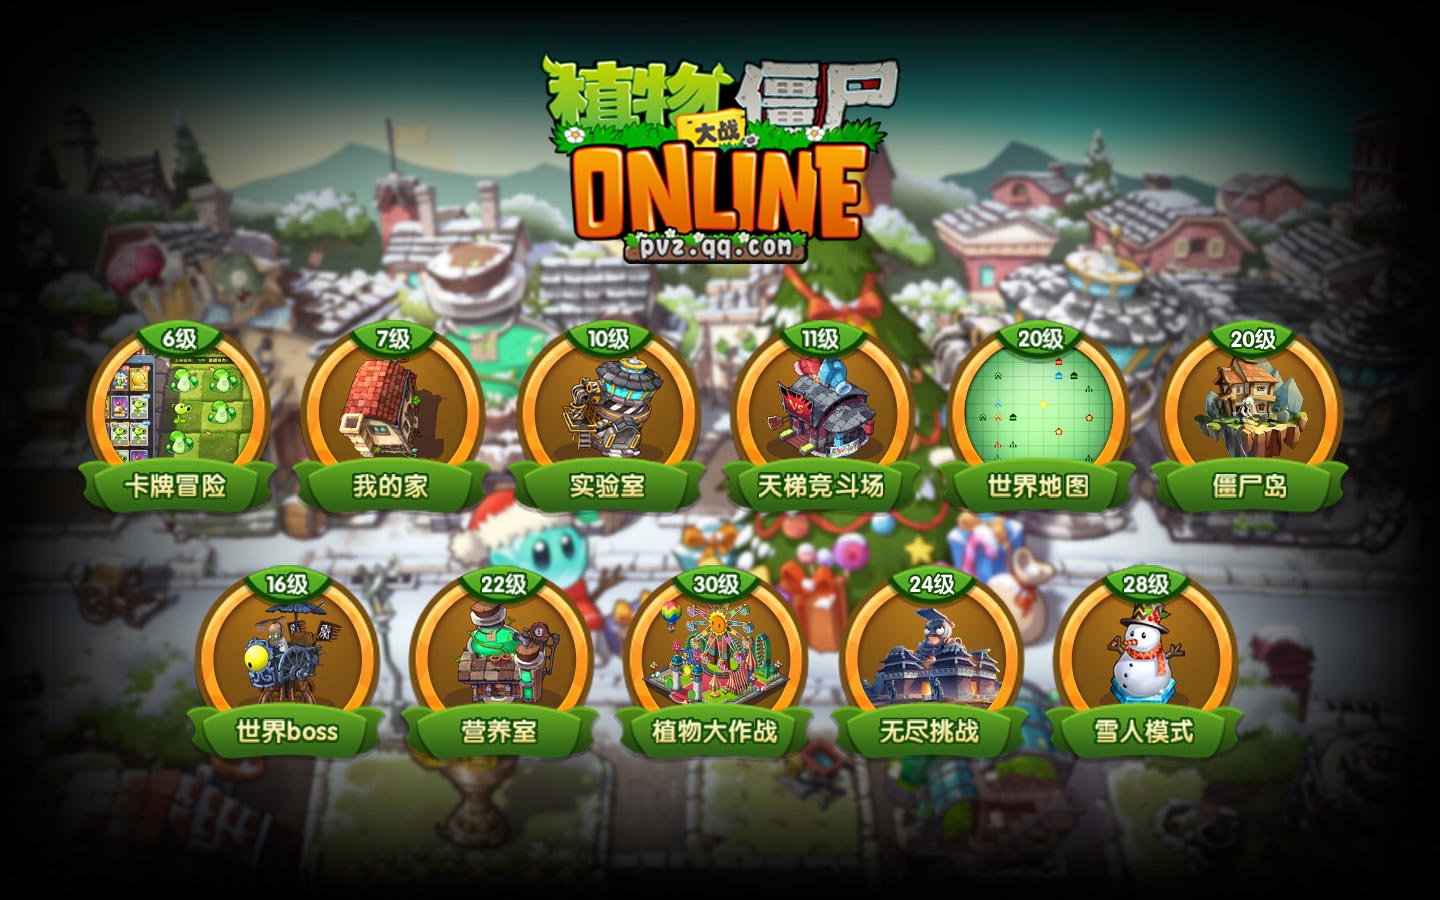 植物大战僵尸
ONLINE
pvz.qq.com
6级
7级
10级
11级
20级
20级
卡牌冒险
我的家
实验室
天梯竞斗场
世界地图
僵尸岛
VS
16级
22级
30级
24级
28级
世界boss
营养室
植物大作战
无尽挑战
雪人模式